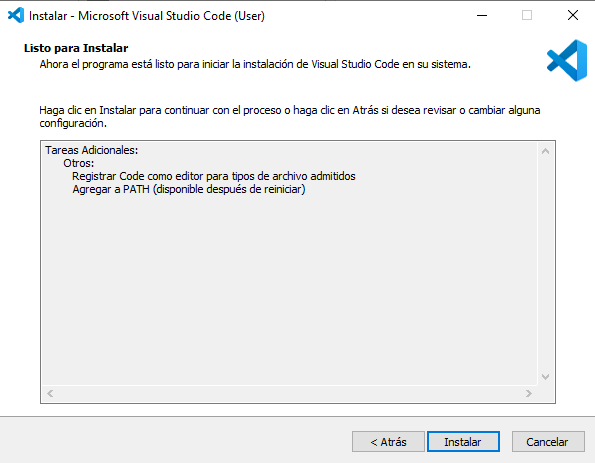 Instalar - Microsoft Visual Studio Code (User)
Listo para Instalar
Ahora el programa está listo para iniciar la instalación de Visual Studio Code en su sistema.
Haga clic en Instalar para continuar con el proceso o haga clic en Atrás si desea revisar o cambiar alguna
configuración.
Tareas Adicionales:
Otros:
Registrar Code como editor para tipos de archivo admitidos
Agregar a PATH (disponible después de reiniciar)
< Atrás
Instalar
Cancelar